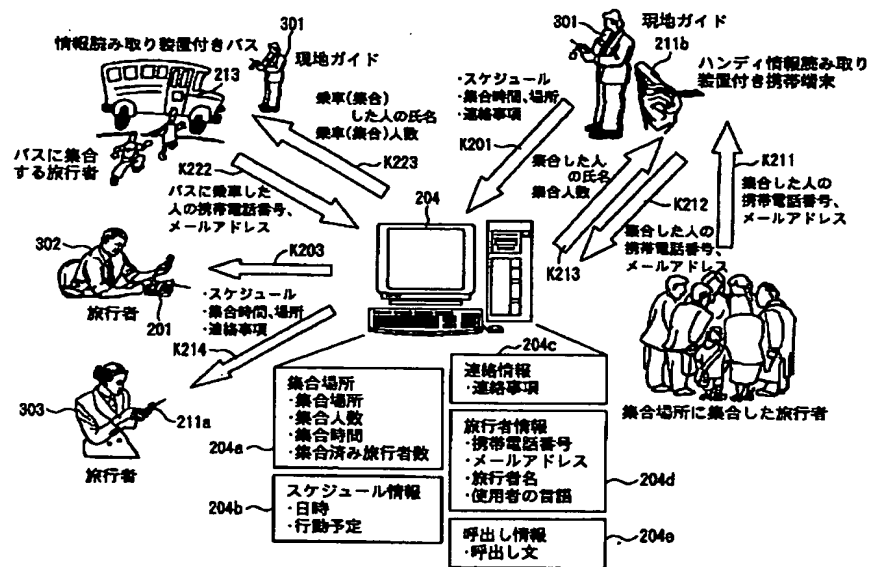 情報読み取り装置付きバス
213
301
現地ガイド
乗車(集合)
した人の氏名
乗車(集合)人数
K223
バスに集合
する旅行者
K222
バスに乗車した
人の携帯電話番号、
メールアドレス
301
現地ガイド
211b
ハンディ情報読み取り
装置付き携帯端末
・スケジュール
・集合時間、場所
・連絡事項
K201
集合した人
の氏名
集合人数
K211
集合した人の
携帯電話番号、
メールアドレス
K212
集合した人の
携帯電話番号、
メールアドレス
K213
204
302
旅行者
201
K203
・スケジュール
・集合時間、場所
・連絡事項
K214
303
211a
旅行者
集合場所に集合した旅行者
集合場所
・集合場所
・集合人数
・集合時間
・集合済み旅行者数
204a
スケジュール情報
・日時
・行動予定
204b
204c
連絡情報
・連絡事項
旅行者情報
・携帯電話番号
・メールアドレス
・旅行者名
・使用者の言語
204d
呼出し情報
・呼出し文
204e